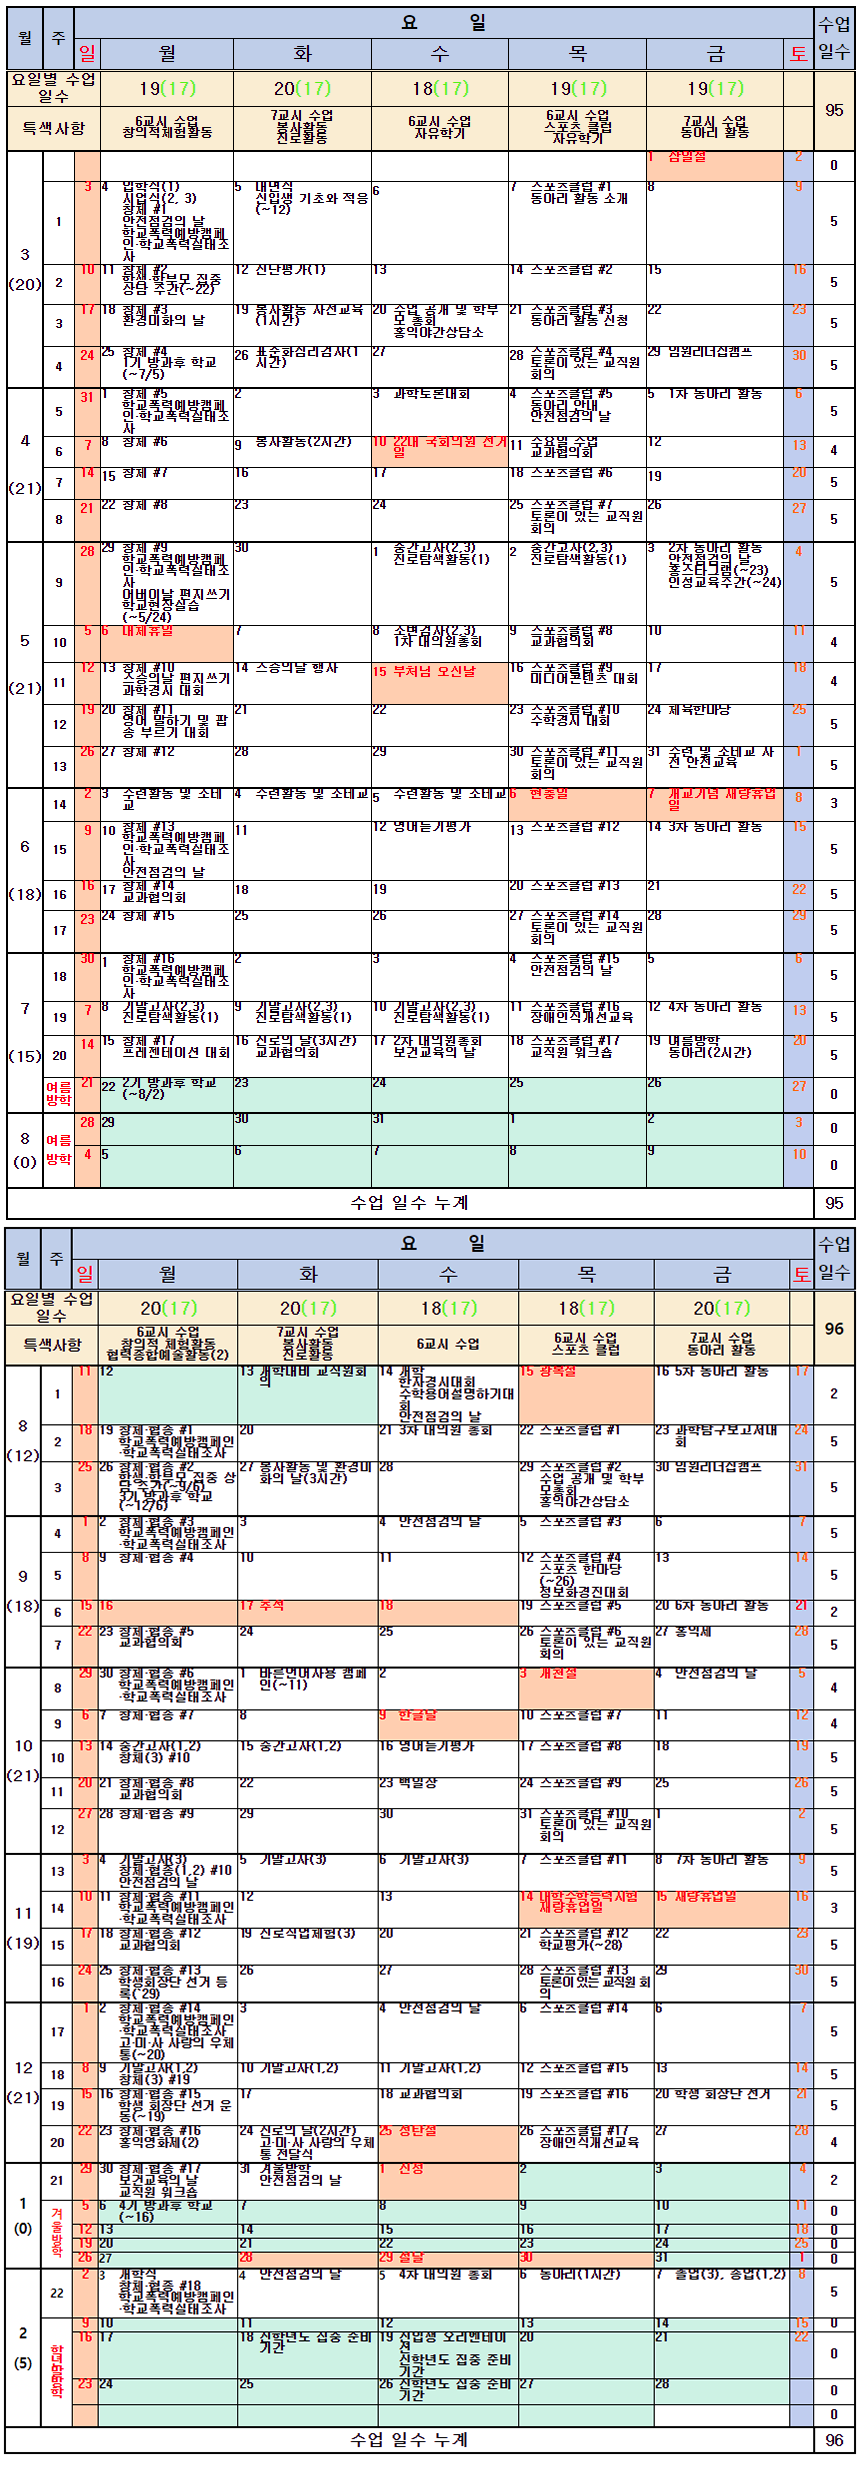 월 주 요 일 수업 일수
일 월 화 수 목 금 토
요일별 수업 일수 19(17) 20(17) 18(17) 19(17) 19(17) 95
특색사항
6교시 수업
창의적체험활동
7교시 수업
봉사활동
진로활동
6교시 수업
자유학기
6교시 수업
스포츠 클럽
자유학기
7교시 수업
동아리 활동
3
(20)
1 삼일절 2 0
1
3
4 입학식(1)
시업식(2, 3)
창체 #1
안전점검의 날
학교폭력예방캠페
인·학교폭력실태조
사
5 대면식
신입생 기초와 적응
(~12)
6
7 스포츠클럽 #1
동아리 활동 소개
8
9
5
2
10
11 창체 #2
학생·학부모 집중
상담 주간(~22)
12 진단평가(1)
13
14 스포츠클럽 #2
15
16
5
3
17
18 창체 #3
환경미화의 날
19 봉사활동 사전교육
(1시간)
20 수업 공개 및 학부
모 총회
홍익야간상담소
21 스포츠클럽 #3
동아리 활동 신청
22
23
5
4
24
25 창체 #4
1기 방과후 학교
(~7/5)
26 표준화심리검사(1
시간)
27
28 스포츠클럽 #4
토론이 있는 교직원
회의
29 임원리더십캠프
30
5
4
(21)
5
31
1 창체 #5
학교폭력예방캠페
인·학교폭력실태조
사
2
3 과학토론대회
4 스포츠클럽 #5
동아리 안내
안전점검의 날
5 1차 동아리 활동
6
5
6
7
8 창체 #6
9 봉사활동(2시간)
10 22대 국회의원 선거
일
11 수요일 수업
교과협의회
12
13
4
7
14
15 창체 #7
16
17
18 스포츠클럽 #6
19
20
5
8
21
22 창체 #8
23
24
25 스포츠클럽 #7
토론이 있는 교직원
회의
26
27
5
5
(21)
9
28
29 창체 #9
학교폭력예방캠페
인·학교폭력실태조
사
어버이날 편지쓰기
학교현장실습
(~5/24)
30
1 중간고사(2,3)
진로탐색활동(1)
2 중간고사(2,3)
진로탐색활동(1)
3 2차 동아리 활동
안전점검의 날
홍스타그램(~23)
인성교육주간(~24)
4
5
10
5
6 대체휴일
7
8 소변검사(2,3)
1차 대의원총회
9 스포츠클럽 #8
교과협의회
10
11
4
11
12
13 창체 #10
스승의날 편지쓰기
과학경시 대회
14 스승의날 행사
15 부처님 오신날
16 스포츠클럽 #9
미디어콘텐츠 대회
17
18
4
12
19
20 창체 #11
영어 말하기 및 팝
송 부르기 대회
21
22
23 스포츠클럽 #10
수학경시 대회
24 체육한마당
25
5
13
26
27 창체 #12
28
29
30 스포츠클럽 #11
토론이 있는 교직원
회의
31 수련 및 소테교 사
전 안전교육
1
5
6
(18)
14
2
3 수련활동 및 소테
교
4 수련활동 및 소테교
5 수련활동 및 소테교
6 현충일
7 개교기념 재량휴업
일
8
3
15
9
10 창체 #13
학교폭력예방캠페
인·학교폭력실태조
사
안전점검의 날
11
12 영어듣기평가
13 스포츠클럽 #12
14 3차 동아리 활동
15
5
16
16
17 창체 #14
교과협의회
18
19
20 스포츠클럽 #13
21
22
5
17
23
24 창체 #15
25
26
27 스포츠클럽 #14
토론이 있는 교직원
회의
28
29
5
7
(15)
18
30
1 창체 #16
학교폭력예방캠페
인·학교폭력실태조
사
2
3
4 스포츠클럽 #15
안전점검의 날
5
6
5
19
7
8 기말고사(2,3)
진로탐색활동(1)
9 기말고사(2,3)
진로탐색활동(1)
10 기말고사(2,3)
진로탐색활동(1)
11 스포츠클럽 #16
장애인식개선교육
12 4차 동아리 활동
13
5
20
14
15 창체 #17
프레젠테이션 대회
16 진로의 날(3시간)
교과협의회
17 2차 대의원총회
보건교육의 날
18 스포츠클럽 #17
교직원 워크숍
19 여름방학
동아리(2시간)
20
5
여름
방학
21
22 2기 방과후 학교
(~8/2)
23
24
25
26
27
0
8
(0)
여름
방학
28 29 30 31 1 2 3 0
4 5 6 7 8 9 10 0
수업 일수 누계 95
월 주 요 일 수업 일수
일 월 화 수 목 금 토
요일별 수업 일수 20(17) 20(17) 18(17) 18(17) 20(17) 96
특색사항
6교시 수업
창의적 체험활동
협력종합예술활동(2)
7교시 수업
봉사활동
진로활동
6교시 수업
6교시 수업
스포츠 클럽
7교시 수업
동아리 활동
8
(12)
1
11
12
13 개학대비 교직원회
의
14 개학
한자경시대회
수학용어설명하기대
회
안전점검의 날
15 광복절
16 5차 동아리 활동
17
2
2
18
19 창체·협종 #1
학교폭력예방캠페인
·학교폭력실태조사
20
21 3차 대의원 총회
22 스포츠클럽 #1
23 과학탐구보고서대
회
24
5
3
25
26 창체·협종 #2
학생·학부모 집중 상
담 주간(~9/6)
3기 방과후 학교
(~12/6)
27 봉사활동 및 환경미
화의 날(3시간)
28
29 스포츠클럽 #2
수업 공개 및 학부
모총회
홍익야간상담소
30 임원리더십캠프
31
5
9
(18)
4
1
2 창체·협종 #3
학교폭력예방캠페인
·학교폭력실태조사
3
4 안전점검의 날
5 스포츠클럽 #3
6
7
5
5
8
9 창체·협종 #4
10
11
12 스포츠클럽 #4
스포츠 한마당
(~26)
정보화경진대회
13
14
5
6
15
16
17 추석
18
19 스포츠클럽 #5
20 6차 동아리 활동
21
2
7
22
23 창체·협종 #5
교과협의회
24
25
26 스포츠클럽 #6
토론이 있는 교직원
회의
27 홍익제
28
5
10
(21)
8
29
30 창체·협종 #6
학교폭력예방캠페인
·학교폭력실태조사
1 바른언어사용 캠페
인(~11)
2
3 개천절
4 안전점검의 날
5
4
9
6
7 창체·협종 #7
8
9 한글날
10 스포츠클럽 #7
11
12
4
10
13
14 중간고사(1,2)
창체(3) #10
15 중간고사(1,2)
16 영어듣기평가
17 스포츠클럽 #8
18
19
5
11
20
21 창체·협종 #8
교과협의회
22
23 백일장
24 스포츠클럽 #9
25
26
5
12
27
28 창체·협종 #9
29
30
31 스포츠클럽 #10
토론이 있는 교직원
회의
1
2
5
11
(19)
13
3
4 기말고사(3)
창체·협종(1,2) #10
안전점검의 날
5 기말고사(3)
6 기말고사(3)
7 스포츠클럽 #11
8 7차 동아리 활동
9
5
14
10
11 창체·협종 #11
학교폭력예방캠페인
·학교폭력실태조사
12
13
14 대학수학능력시험
재량휴업일
15 재량휴업일
16
3
15
17
18 창체·협종 #12
교과협의회
19 진로직업체험(3)
20
21 스포츠클럽 #12
학교평가(~28)
22
23
5
16
24
25 창체·협종 #13
학생회장단 선거 등
록(~29)
26
27
28 스포츠클럽 #13
토론이 있는 교직원 회
의
29
30
5
12
(21)
17
1
2 창체·협종 #14
학교폭력예방캠페인
·학교폭력실태조사
고·미·사 사랑의 우체
통(~20)
3
4 안전점검의 날
6 스포츠클럽 #14
6
7
5
18
8
9 기말고사(1,2)
창체(3) #19
10 기말고사(1,2)
11 기말고사(1,2)
12 스포츠클럽 #15
13
14
5
19
15
16 창체·협종 #15
학생 회장단 선거 운
동(~19)
17
18 교과협의회
19 스포츠클럽 #16
20 학생 회장단 선거
21
5
20
22
23 창체·협종 #16
홍익영화제(2)
24 진로의 날(2시간)
고·미·사 사랑의 우체
통 전달식
25 성탄절
26 스포츠클럽 #17
장애인식개선교육
27
28
4
1
(0)
21
29
30 창체·협종 #17
보건교육의 날
교직원 워크숍
31 겨울방학
안전점검의 날
1 신정
2
3
4
2
겨울방학
5
6 4기 방과후 학교
(~16)
7
8
9
10
11
0
12 13 14 15 16 17 18 0
19 20 21 22 23 24 25 0
26 27 28 29 설날 30 31 1 0
2
(5)
22
2
3 개학식
창체·협종 #18
학교폭력예방캠페인
·학교폭력실태조사
4 안전점검의 날
5 4차 대의원 총회
6 동아리(1시간)
7 졸업(3), 종업(1,2)
8
5
9 10 11 12 13 14 15 0
16
17
18 신학년도 집중 준비
기간
19 신입생 오리엔테이
션
신학년도 집중 준비
기간
20
21
22
0
23
24
25
26 신학년도 집중 준비
기간
27
28
0
0
수업 일수 누계 96